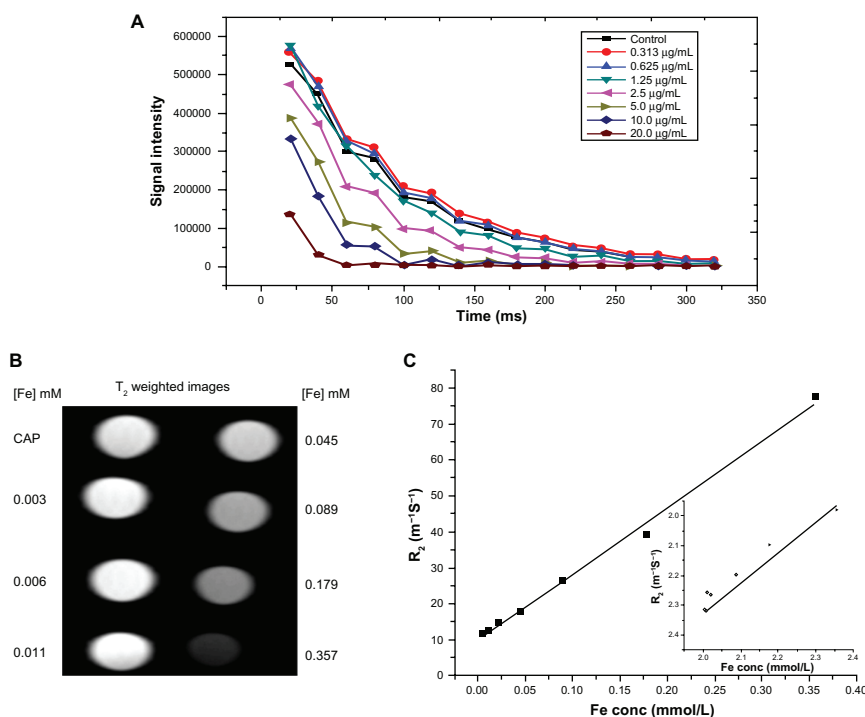 A
Signal intensity
600000
500000
400000
300000
200000
100000
0
0 50 100 150 200 250 300 350
Time (ms)
Control
0.313 µg/mL
0.625 µg/mL
1.25 µg/mL
2.5 µg/mL
5.0 µg/mL
10.0 µg/mL
20.0 µg/mL
B
[Fe] mM T₂ weighted images [Fe] mM
CAP 0.045
0.003 0.089
0.006 0.179
0.011 0.357
C
R₂ (m⁻¹S⁻¹)
90
80
70
60
50
40
30
20
10
0
0.00 0.05 0.10 0.15 0.20 0.25 0.30 0.35 0.40
Fe conc (mmol/L)
R₂ (m⁻¹S⁻¹)
2.0
2.1
2.2
2.3
2.4
2.0 2.1 2.2 2.3 2.4
Fe conc (mmol/L)